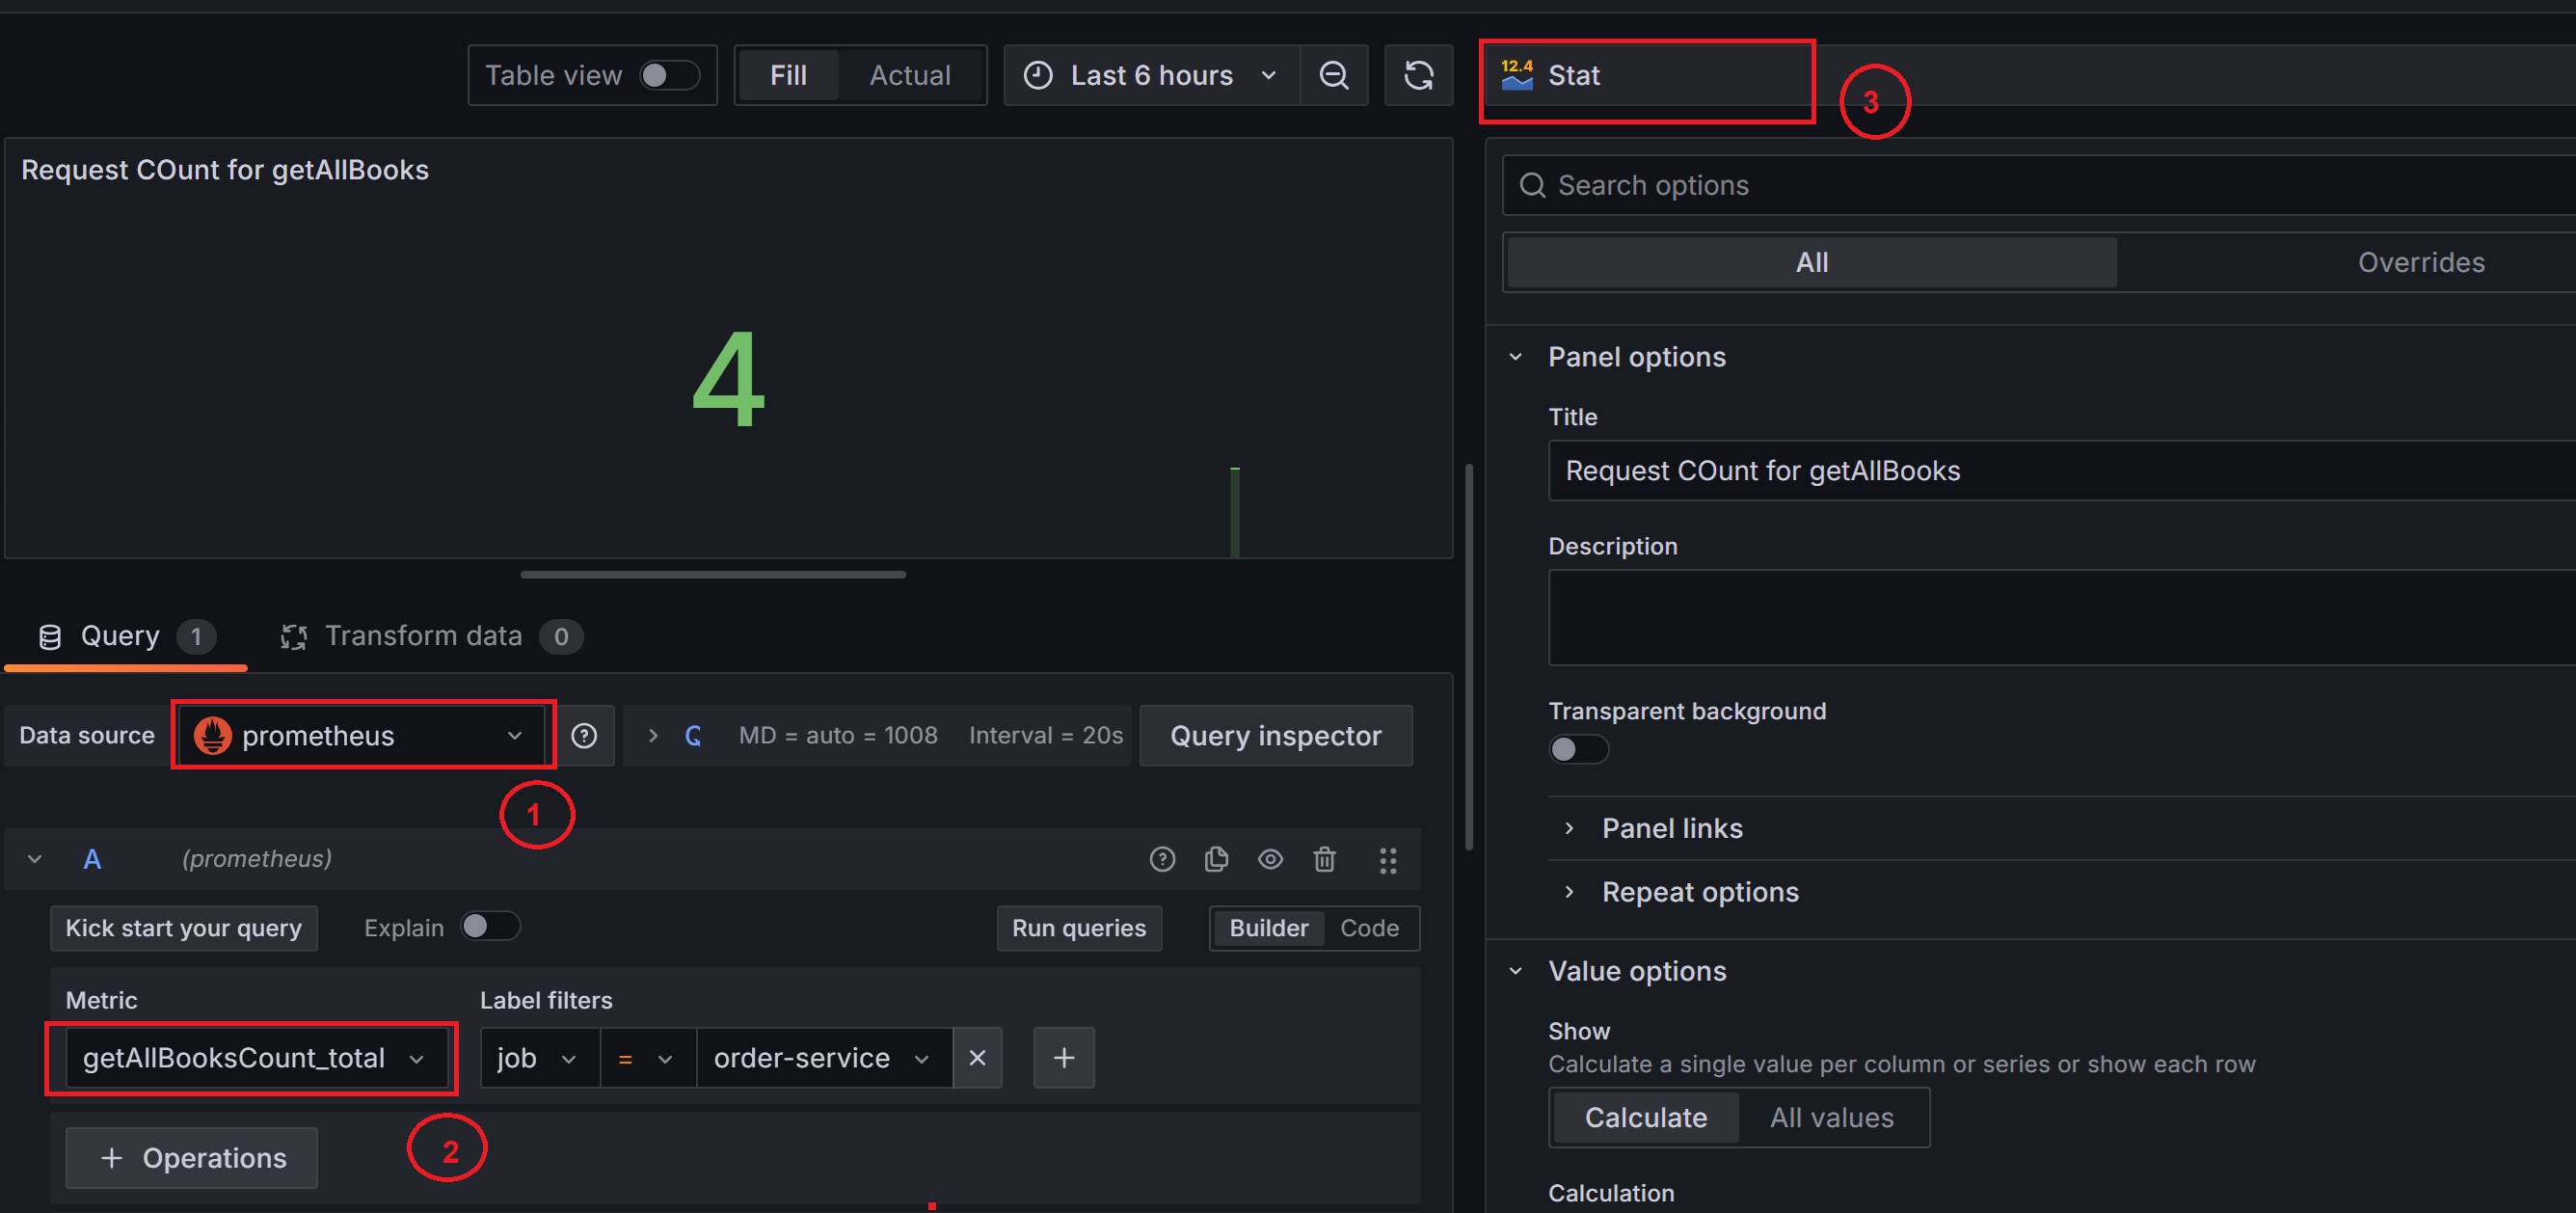 Table view
Fill
Actual
Last 6 hours
12.4
Stat
3
Request COunt for getAllBooks
4
Search options
All
Overrides
Panel options
Title
Request COunt for getAllBooks
Description
Transparent background
Panel links
Repeat options
Value options
Show
Calculate a single value per column or series or show each row
Calculate
All values
Calculation
Query 1
Transform data 0
Data source
prometheus
MD = auto = 1008
Interval = 20s
Query inspector
1
A
(prometheus)
Kick start your query
Explain
Run queries
Builder
Code
Metric
Label filters
getAllBooksCount_total
job
=
order-service
+ Operations
2